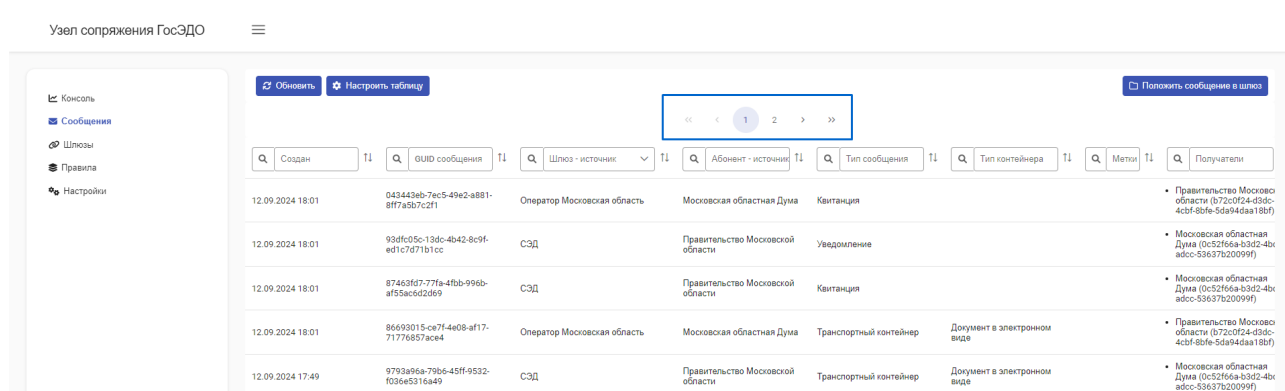 Узел сопряжения ГосЭДО
Обновить Настроить таблицу Положить сообщение в шлюз
Консоль
Сообщения
Шлюзы
Правила
Настройки
« ‹ 1 2 › »
Создан GUID сообщения Шлюз - источник Абонент - источник Тип сообщения Тип контейнера Метки Получатели
12.09.2024 18:01 043443eb-7ec5-49e2-a881- Оператор Московская область Московская областная Дума Квитанция • Правительство Московс
8ff7a5b7c2f1 области (b72c0f24-d3dc-
4cbf-8bfe-5da94daa18bf)
12.09.2024 18:01 93dfc05c-13dc-4b42-8c9f- СЭД Правительство Московской Уведомление • Московская областная
ed1c7d71b1cc области Дума (0c52f66a-b3d2-4b
adcc-53637b20099f)
12.09.2024 18:01 87463fd7-77fa-4fbb-996b- СЭД Правительство Московской Квитанция • Московская областная
af55ac6d2d69 области Дума (0c52f66a-b3d2-4b
adcc-53637b20099f)
12.09.2024 18:01 86693015-ce7f-4e08-af17- Оператор Московская область Московская областная Дума Транспортный контейнер Документ в электронном • Правительство Московс
71776857ace4 виде области (b72c0f24-d3dc-
4cbf-8bfe-5da94daa18bf)
12.09.2024 17:49 9793a96a-79b6-45ff-9532- СЭД Правительство Московской Транспортный контейнер Документ в электронном • Московская областная
f036e5316a49 области виде Дума (0c52f66a-b3d2-4b
adcc-53637b20099f)